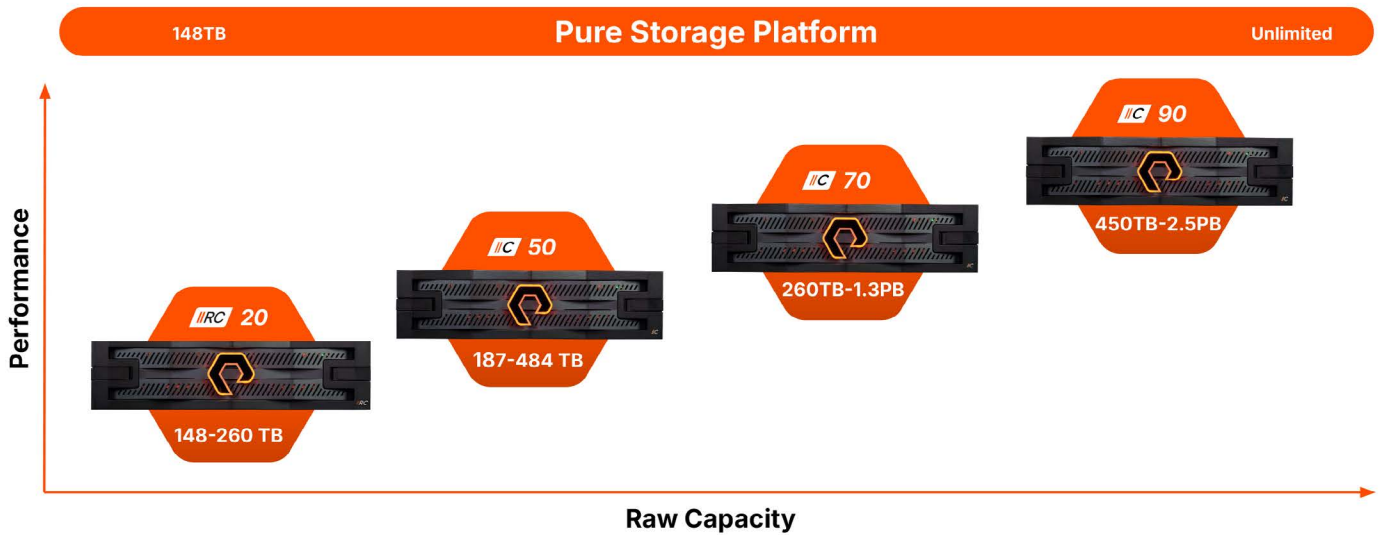 148TB Pure Storage Platform Unlimited
//C 90
//C
450TB-2.5PB
//C 70
//C
260TB-1.3PB
//C 50
//C
187-484 TB
//RC 20
//RC
148-260 TB
Performance
Raw Capacity